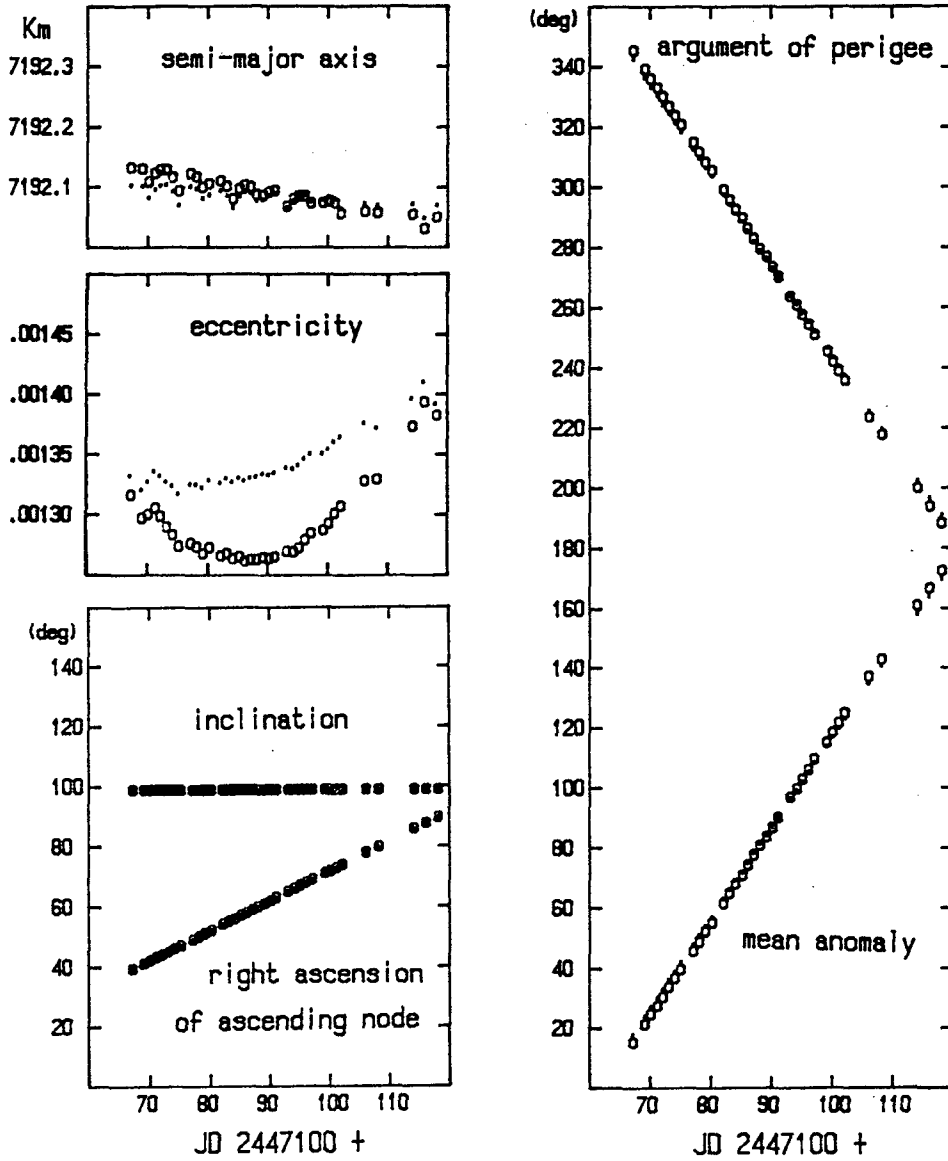 Km
semi-major axis
7192.3
7192.2
7192.1
eccentricity
.00145
.00140
.00135
.00130
(deg)
140
120
100
80
60
40
20
inclination
right ascension
of ascending node
70 80 90 100 110
JD 2447100 +
(deg)
argument of perigee
340
320
300
280
260
240
220
200
180
160
140
120
100
80
60
40
20
mean anomaly
70 80 90 100 110
JD 2447100 +